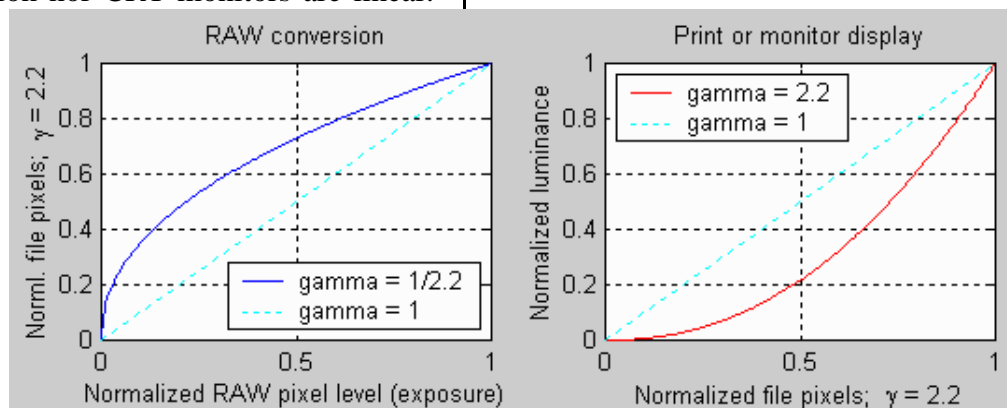 RAW conversion
Norml. file pixels; γ = 2.2
1
0.8
0.6
0.4
0.2
0
gamma = 1/2.2
gamma = 1
0
0.5
1
Normalized RAW pixel level (exposure)
Print or monitor display
Normalized luminance
1
0.8
0.6
0.4
0.2
0
gamma = 2.2
gamma = 1
0
0.5
1
Normalized file pixels; γ = 2.2